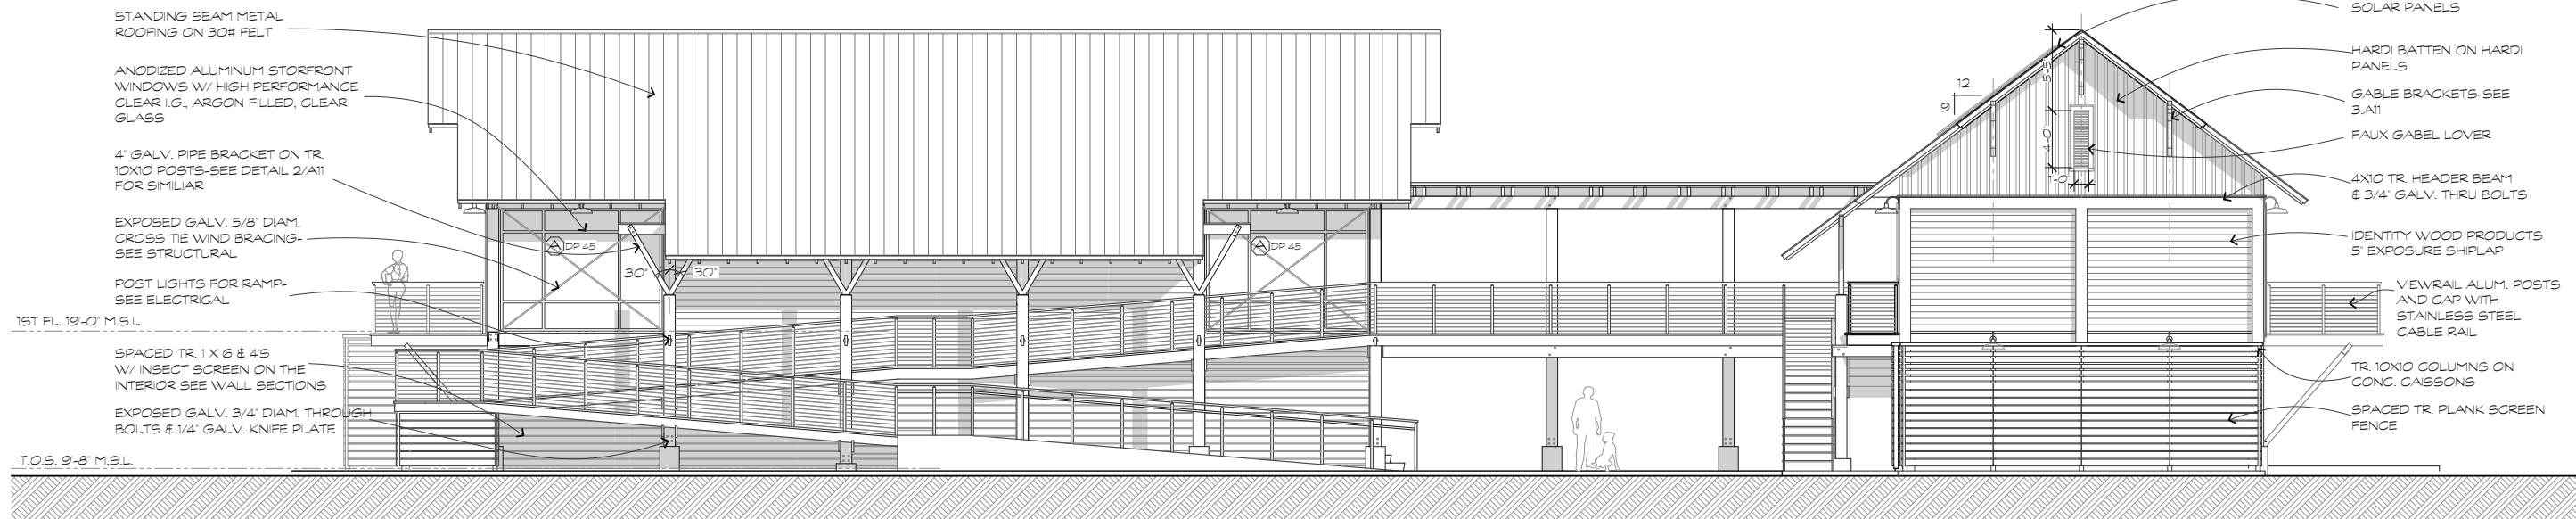 STANDING SEAM METAL
ROOFING ON 30# FELT
ANODIZED ALUMINUM STORFRONT
WINDOWS W/ HIGH PERFORMANCE
CLEAR I.G., ARGON FILLED, CLEAR
GLASS
4" GALV. PIPE BRACKET ON TR.
10X10 POSTS-SEE DETAIL 2/A11
FOR SIMILIAR
EXPOSED GALV. 5/8" DIAM.
CROSS TIE WIND BRACING-
SEE STRUCTURAL
POST LIGHTS FOR RAMP-
SEE ELECTRICAL
1ST FL. 19'-0" M.S.L.
SPACED TR. 1 X 6 & 4'S
W/ INSECT SCREEN ON THE
INTERIOR SEE WALL SECTIONS
EXPOSED GALV. 3/4" DIAM. THROUGH
BOLTS & 1/4" GALV. KNIFE PLATE
T.O.S. 9'-8" M.S.L.
A DP 45
30° 30°
A DP 45
12
9
5'-5"
4'-0"
1'-0"
SOLAR PANELS
HARDI BATTEN ON HARDI
PANELS
GABLE BRACKETS-SEE
3.A11
FAUX GABEL LOVER
4X10 TR. HEADER BEAM
& 3/4" GALV. THRU BOLTS
IDENTITY WOOD PRODUCTS
5" EXPOSURE SHIPLAP
VIEWRAIL ALUM. POSTS
AND CAP WITH
STAINLESS STEEL
CABLE RAIL
TR. 10X10 COLUMNS ON
CONC. CAISSONS
SPACED TR. PLANK SCREEN
FENCE